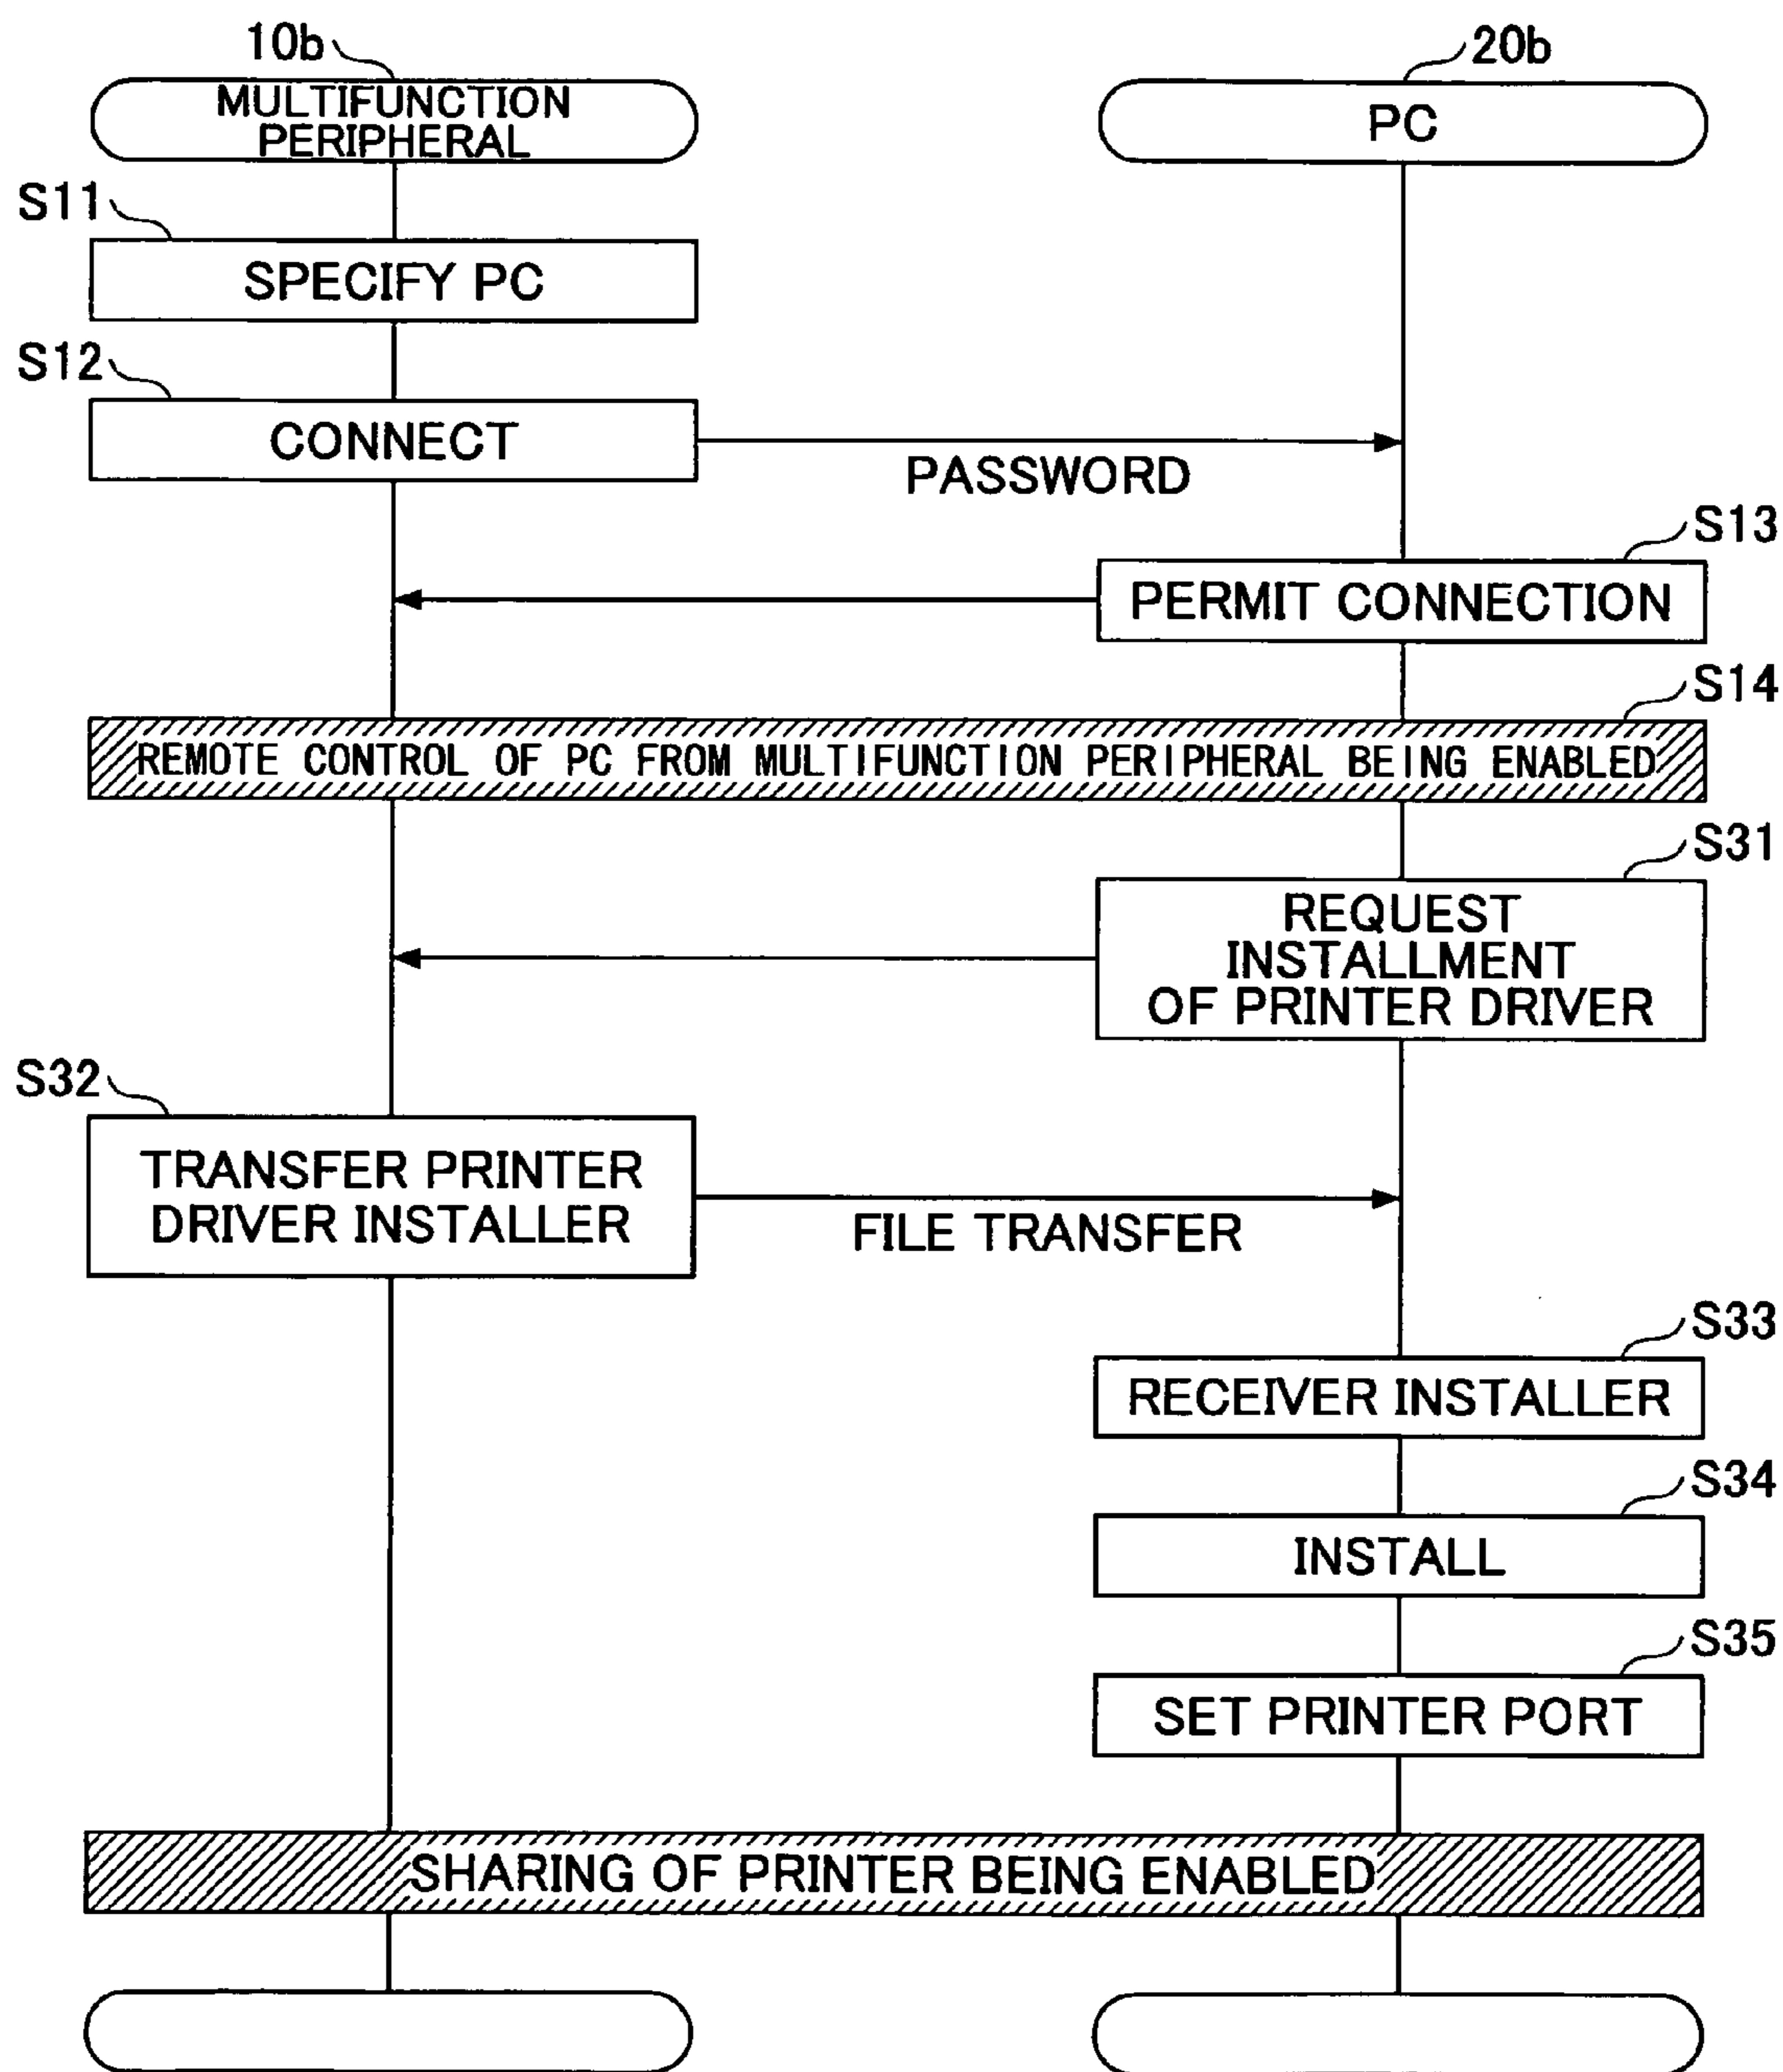 10b
20b
MULTIFUNCTION
PERIPHERAL
PC
S11
SPECIFY PC
S12
CONNECT
PASSWORD
S13
PERMIT CONNECTION
S14
REMOTE CONTROL OF PC FROM MULTIFUNCTION PERIPHERAL BEING ENABLED
S31
REQUEST
INSTALLMENT
OF PRINTER DRIVER
S32
TRANSFER PRINTER
DRIVER INSTALLER
FILE TRANSFER
S33
RECEIVER INSTALLER
S34
INSTALL
S35
SET PRINTER PORT
SHARING OF PRINTER BEING ENABLED